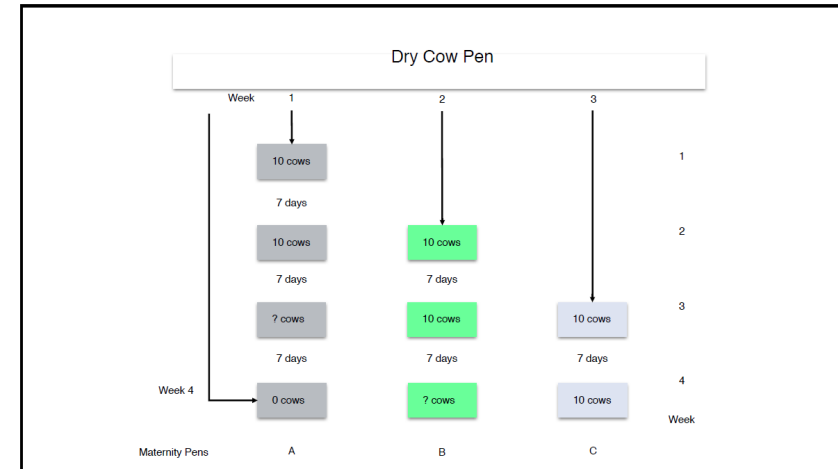 Dry Cow Pen
Week 1 2 3
10 cows 1
7 days
10 cows 10 cows 2
7 days 7 days
? cows 10 cows 10 cows 3
7 days 7 days 7 days
Week 4 0 cows ? cows 10 cows 4
Week
Maternity Pens A B C